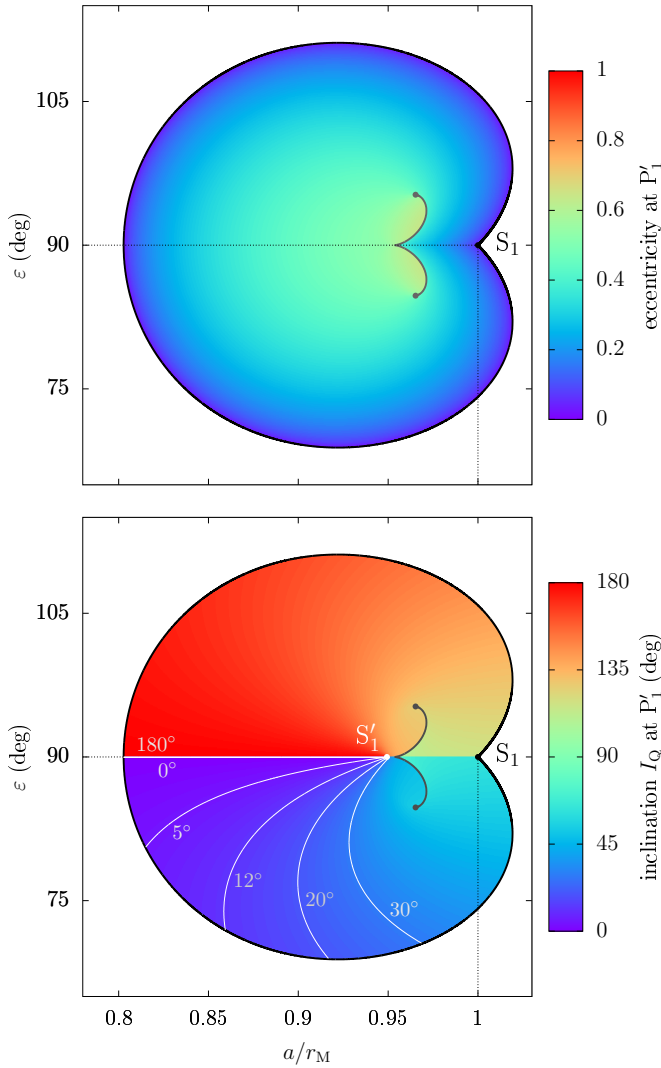 105
90
75
ε (deg)
S₁
1
0.8
0.6
0.4
0.2
0
eccentricity at P′₁
105
90
75
ε (deg)
180°
0°
5°
12°
20°
30°
S′₁
S₁
180
135
90
45
0
inclination I_Q at P′₁ (deg)
0.8 0.85 0.9 0.95 1
a/r_M